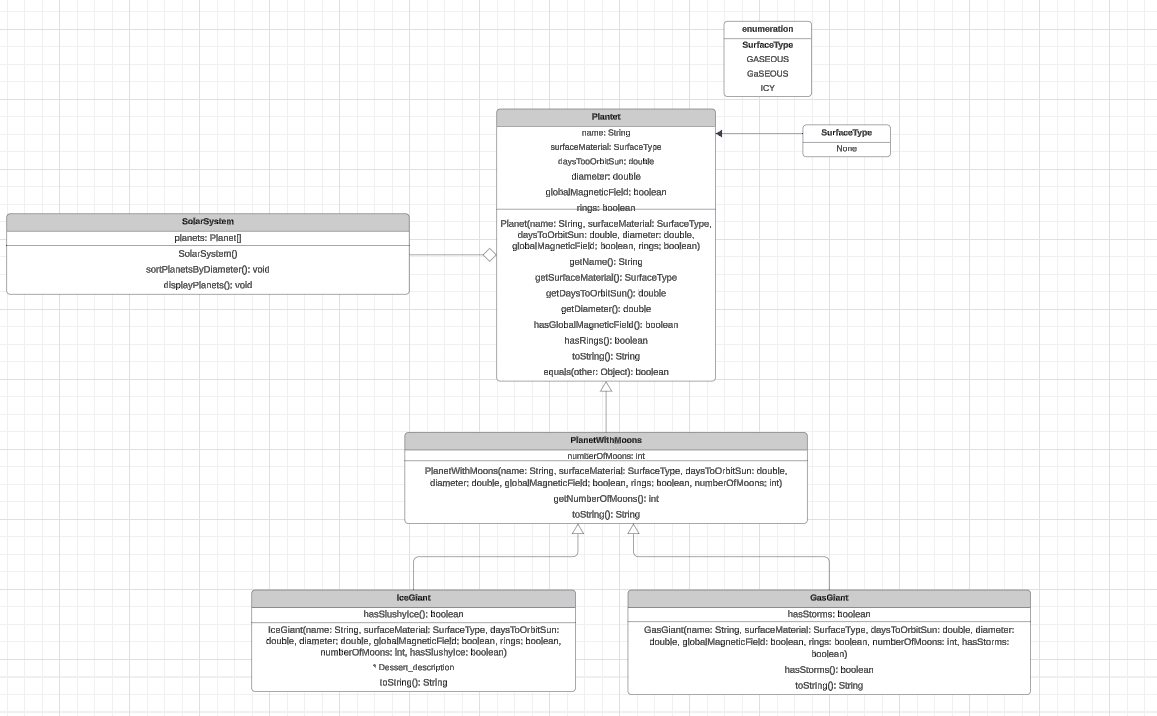 enumeration
SurfaceType
GASEOUS
GaSEOUS
ICY
Plantet
name: String
surfaceMaterial: SurfaceType
daysTooOrbitSun: double
diameter: double
globalMagneticField: boolean
rings: boolean
Planet(name: String, surfaceMaterial: SurfaceType,
daysToOrbitSun: double, diameter: double,
globalMagneticField; boolean, rings; boolean)
getName(): String
getSurfaceMaterial(): SurfaceType
getDaysToOrbitSun(): double
getDiameter(): double
hasGlobalMagneticField(): boolean
hasRings(): boolean
toString(): String
equals(other: Object): boolean
SurfaceType
None
SolarSystem
planets: Planet[]
SolarSystem()
sortPlanetsByDiameter(): void
displayPlanets(): void
PlanetWithMoons
numberOfMoons: int
PlanetWithMoons(name: String, surfaceMaterial: SurfaceType, daysToOrbitSun: double,
diameter; double, globalMagneticField; boolean, rings; boolean, numberOfMoons; int)
getNumberOfMoons(): int
toString(): String
IceGiant
hasSlushyIce(): boolean
IceGiant(name: String, surfaceMaterial: SurfaceType, daysToOrbitSun:
double, diameter; double, globalMagneticField; boolean, rings: boolean,
numberOfMoons: int, hasSlushyIce: boolean)
* Dessert_description
toString(): String
GasGiant
hasStorms: boolean
GasGiant(name: String, surfaceMaterial: SurfaceType, daysToOrbitSun: double, diameter:
double, globalMagneticField: boolean, rings: boolean, numberOfMoons: int, hasStorms:
boolean)
hasStorms(): boolean
toString(): String